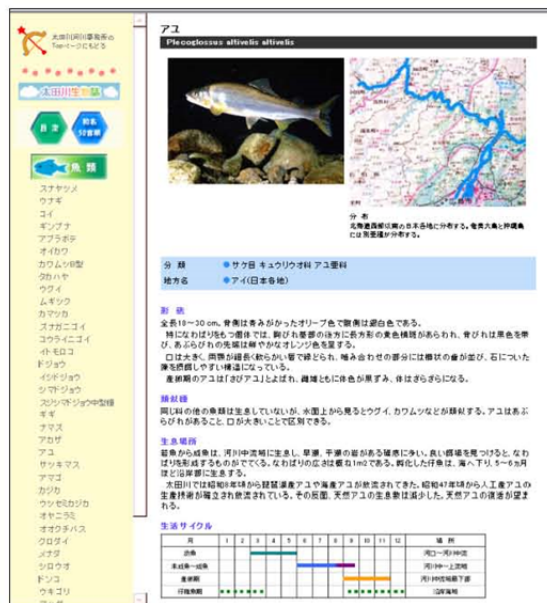 太田川河川事務所の
Topページにもどる
太田川生物誌
目次
和名
50音順
魚類
スナヤツメ
ウナギ
コイ
ギンブナ
アブラボテ
オイカワ
カワムツB型
タカハヤ
ウグイ
ムギツク
カマツカ
スナガニゴイ
コウライニゴイ
イトモロコ
ドジョウ
イシドジョウ
シマドジョウ
スジシマドジョウ中型種
ギギ
ナマズ
アカザ
アユ
サツキマス
アマゴ
カジカ
ウツセミカジカ
オヤニラミ
オオクチバス
クロダイ
メナダ
シロウオ
ドンコ
ウキゴリ
アユ
Plecoglossus altivelis altivelis
分 布
北海道西部以南の日本各地に分布する。奄美大島と沖縄島
には別亜種が分布する。
分 類 ●サケ目 キュウリウオ科 アユ亜科
地方名 ●アイ(日本各地)
形 態
全長18～30cm。背側は青みがかったオリーブ色で腹側は銀白色である。
特になわばりをもつ個体では、胸びれ基部の後方に長方形の黄色横斑があらわれ、背びれは黒色を帯
び、あぶらびれの先端は鮮やかなオレンジ色を呈する。
口は大きく、両顎が細長く軟らかい唇で縁どられ、噛み合わせの部分には櫛状の歯が並び、石についた
藻を摂餌しやすい構造になっている。
産卵期のアユは「さびアユ」とよばれ、雌雄ともに体色が黒ずみ、体はざらざらになる。
類似種
同じ科の他の魚類は生息していないが、水面上から見るとウグイ、カワムツなどが類似する。アユはあぶ
らびれがあること、口が大きいことで区別できる。
生息場所
若魚から成魚は、河川中流域に生息し、早瀬、平瀬の岩がある礁底に多い。良い餌場を見つけると、なわ
ばりを形成するものがでてくる。なわばりの広さは概ね1m2である。孵化した仔魚は、海へ下り、5～6ヵ月
ほど沿岸部に生息する。
太田川では昭和8年頃から琵琶湖産アユや海産アユが放流されてきた。昭和47年頃から人工産アユの
生産技術が確立され放流されている。その反面、天然アユの生息数は減少した。天然アユの復活が望ま
れる。
生活サイクル
月 1 2 3 4 5 6 7 8 9 10 11 12 場 所
幼魚 河口～河川中流
未成魚～成魚 河川中～上流域
産卵期 河川中流域最下部
仔稚魚期 沿岸海域